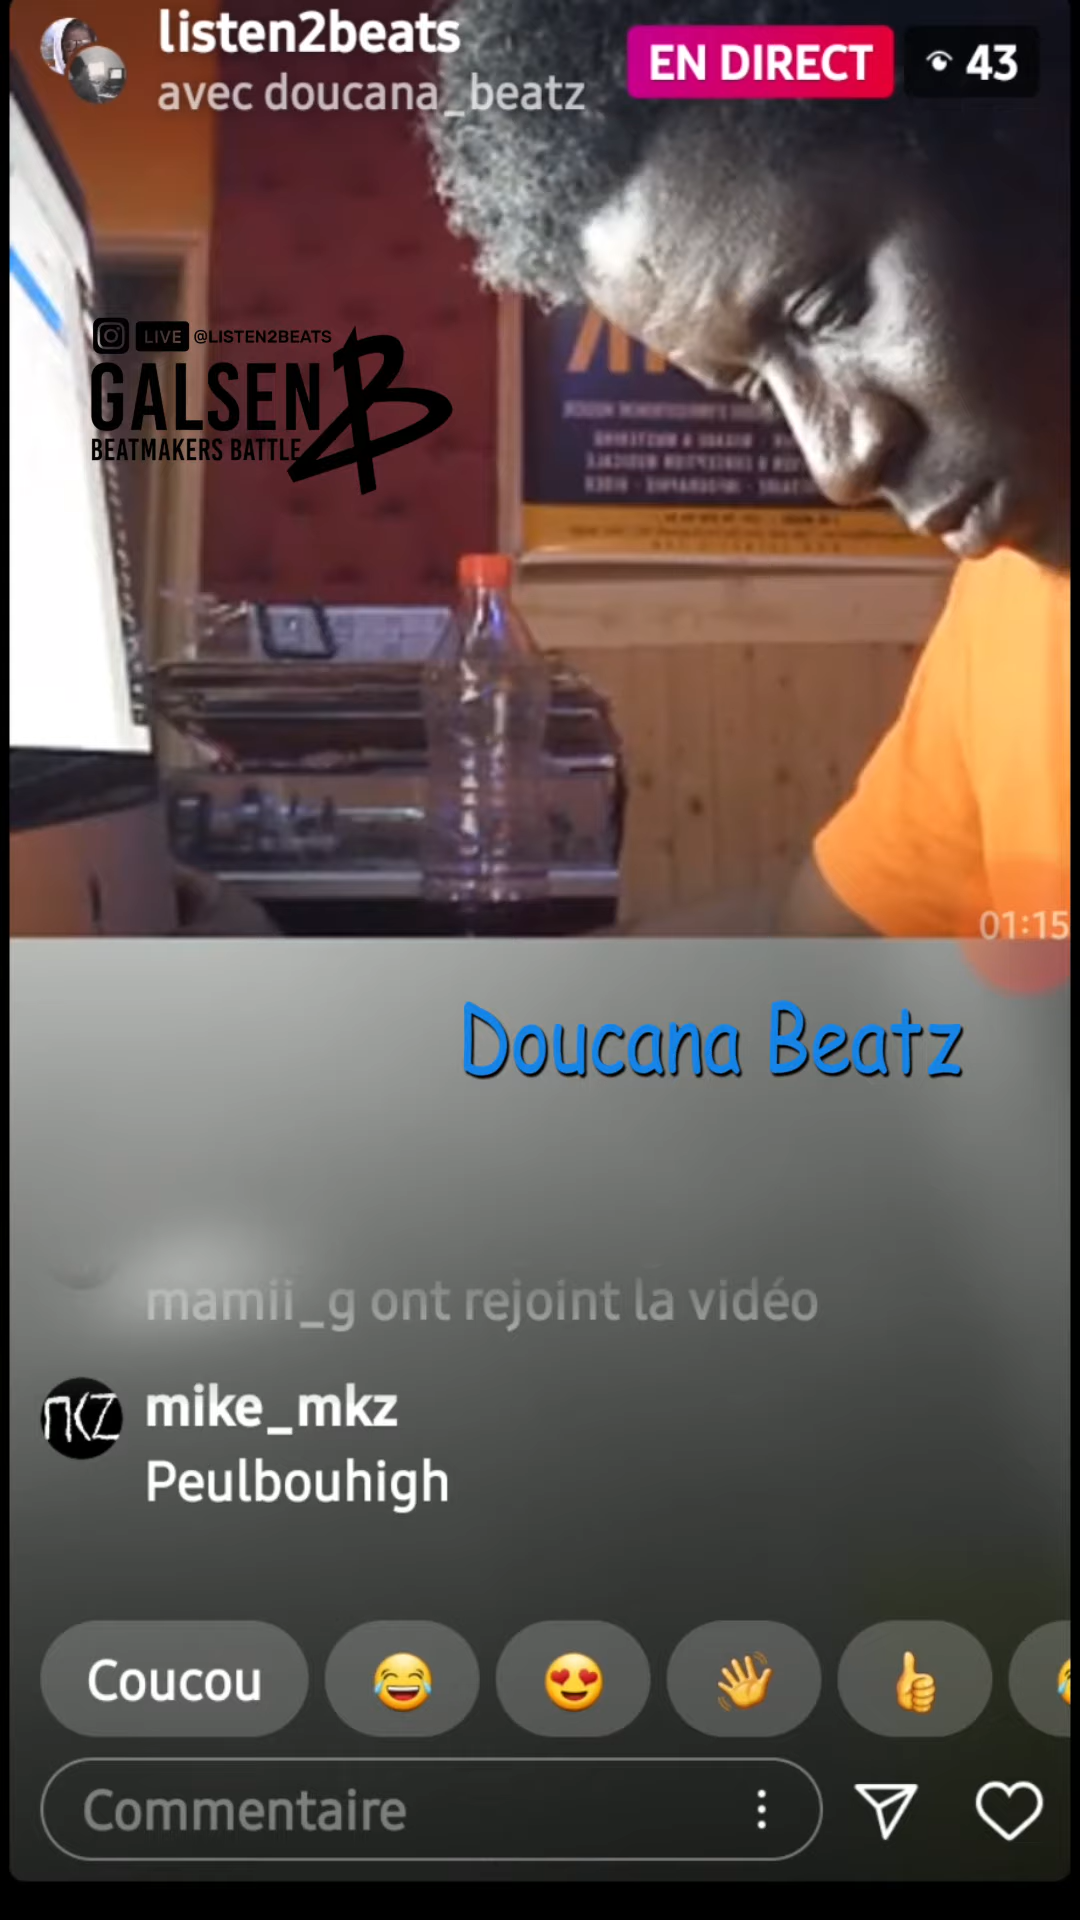 listen2beats
avec doucana_beatz
EN DIRECT
43
LIVE @LISTEN2BEATS
GALSEN
BEATMAKERS BATTLE
01:15
Doucana Beatz
mamii_g ont rejoint la vidéo
mike_mkz
Peulbouhigh
Coucou
Commentaire